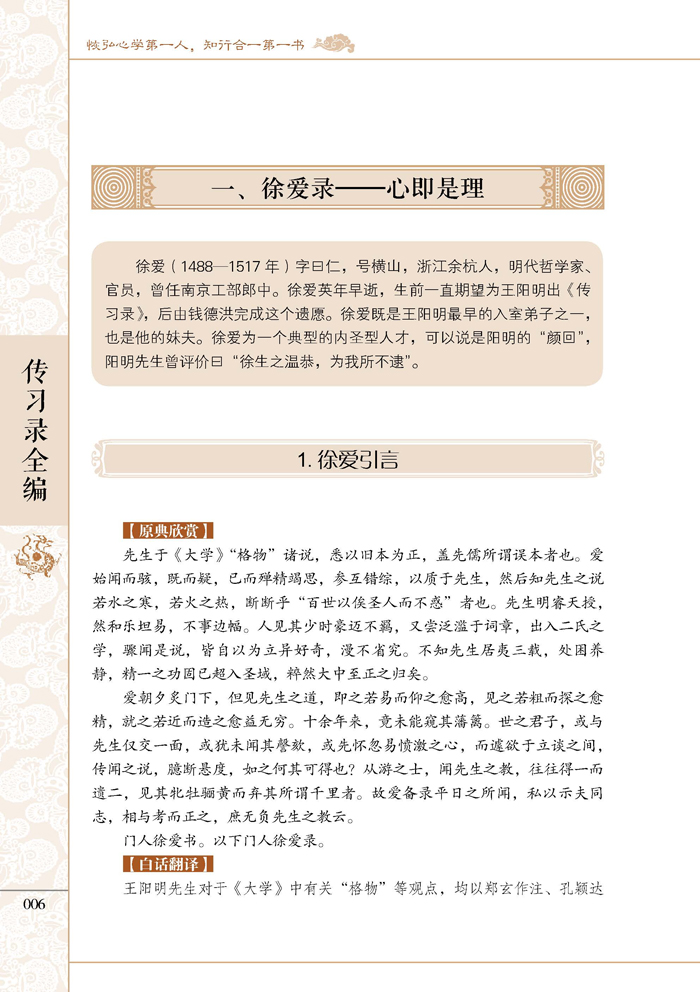 恢弘心学第一人，知行合一第一书
一、徐爱录——心即是理
徐爱（1488—1517年）字曰仁，号横山，浙江余杭人，明代哲学家、
官员，曾任南京工部郎中。徐爱英年早逝，生前一直期望为王阳明出《传
习录》，后由钱德洪完成这个遗愿。徐爱既是王阳明最早的入室弟子之一，
也是他的妹夫。徐爱为一个典型的内圣型人才，可以说是阳明的“颜回”，
阳明先生曾评价曰“徐生之温恭，为我所不逮”。
传习录全编
1. 徐爱引言
【原典欣赏】
先生于《大学》“格物”诸说，悉以旧本为正，盖先儒所谓误本者也。爱
始闻而骇，既而疑，已而殚精竭思，参互错综，以质于先生，然后知先生之说
若水之寒，若火之热，断断乎“百世以俟圣人而不惑”者也。先生明睿天授，
然和乐坦易，不事边幅。人见其少时豪迈不羁，又尝泛滥于词章，出入二氏之
学，骤闻是说，皆自以为立异好奇，漫不省究。不知先生居夷三载，处困养
静，精一之功固已超入圣域，粹然大中至正之归矣。
爱朝夕炙门下，但见先生之道，即之若易而仰之愈高，见之若粗而探之愈
精，就之若近而造之愈益无穷。十余年来，竟未能窥其藩篱。世之君子，或与
先生仅交一面，或犹未闻其謦欬，或先怀忽易愤激之心，而遽欲于立谈之间，
传闻之说，臆断悬度，如之何其可得也？从游之士，闻先生之教，往往得一而
遗二，见其牝牡骊黄而弃其所谓千里者。故爱备录平日之所闻，私以示夫同
志，相与考而正之，庶无负先生之教云。
门人徐爱书。以下门人徐爱录。
【白话翻译】
王阳明先生对于《大学》中有关“格物”等观点，均以郑玄作注、孔颖达
006